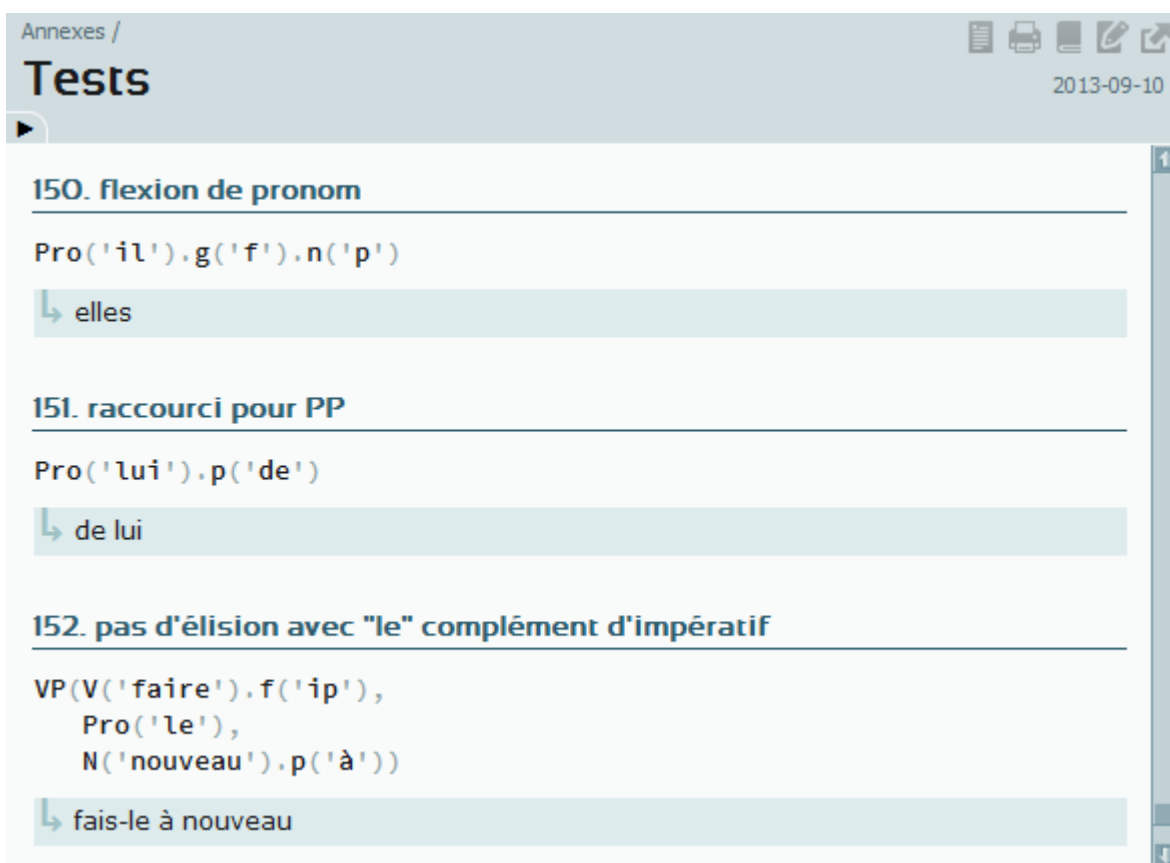 Annexes /
Tests
2013-09-10
150. flexion de pronom
Pro('il').g('f').n('p')
elles
151. raccourci pour PP
Pro('lui').p('de')
de lui
152. pas d'élision avec "le" complément d'impératif
VP(V('faire').f('ip'),
Pro('le'),
N('nouveau').p('à'))
fais-le à nouveau